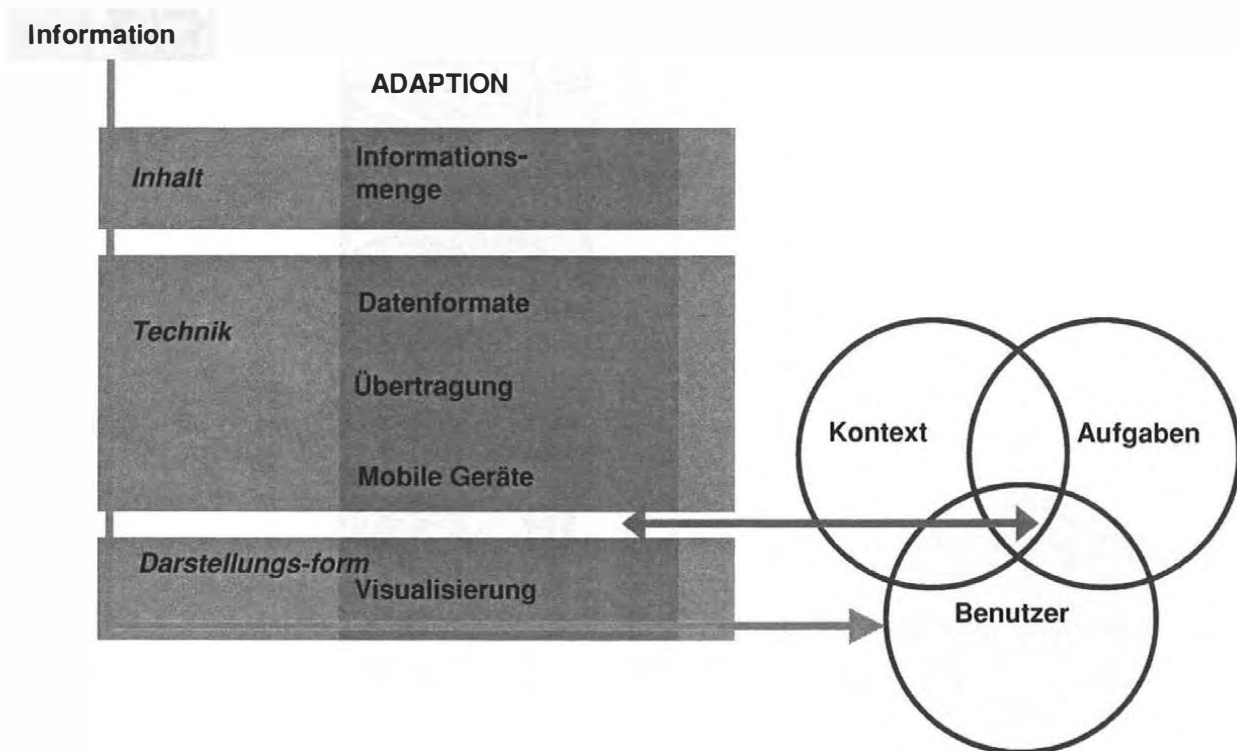 Information
ADAPTION
Inhalt
Informations-
menge
Technik
Datenformate
Übertragung
Mobile Geräte
Darstellungs-form
Visualisierung
Kontext
Aufgaben
Benutzer